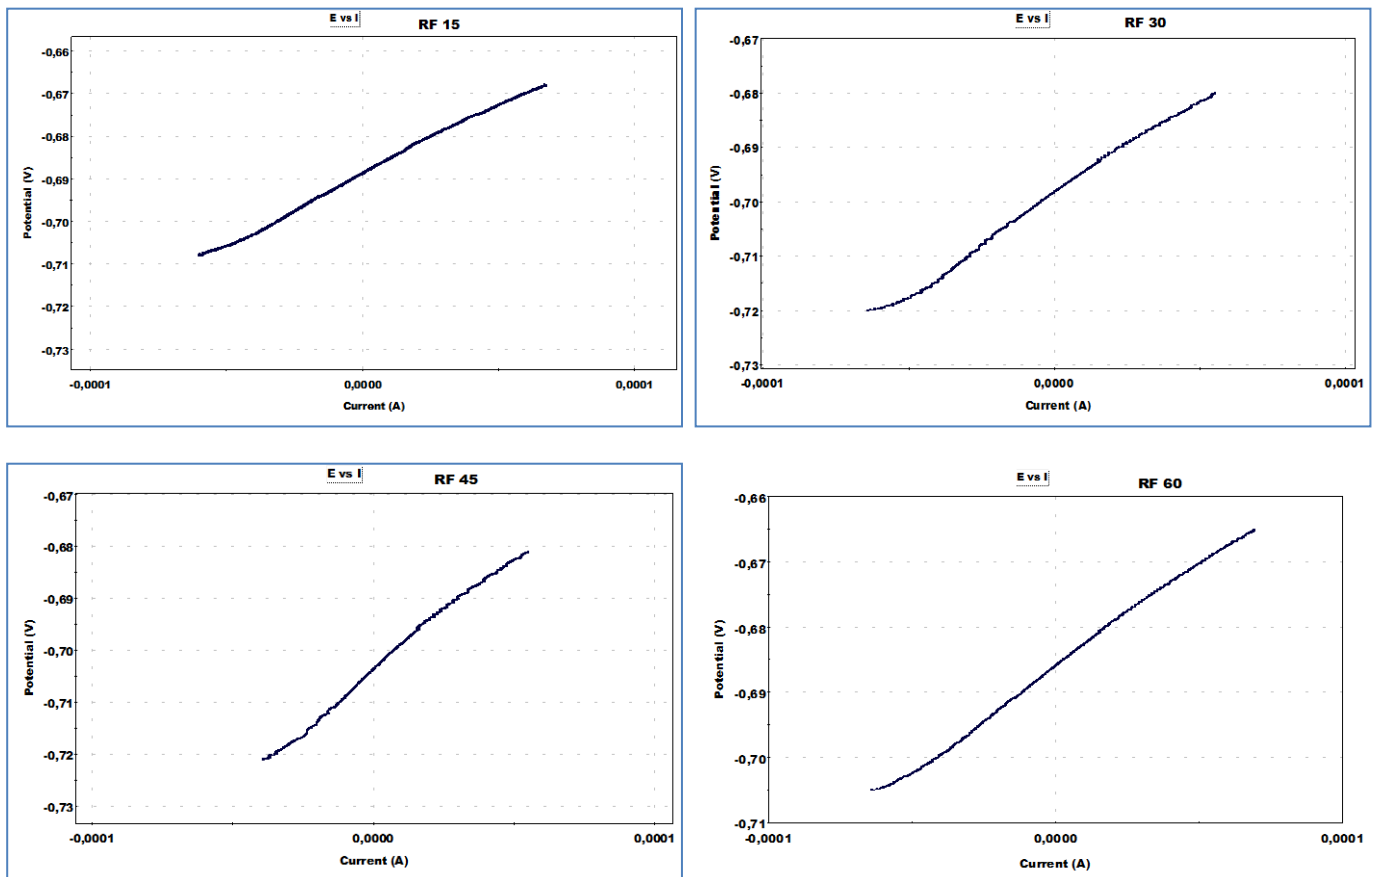 E vs I
RF 15
-0,66
-0,67
-0,68
-0,69
-0,70
-0,71
-0,72
-0,73
Potential (V)
-0,0001
0,0000
0,0001
Current (A)
E vs I
RF 30
-0,67
-0,68
-0,69
-0,70
-0,71
-0,72
-0,73
Potential (V)
-0,0001
0,0000
0,0001
Current (A)
E vs I
RF 45
-0,67
-0,68
-0,69
-0,70
-0,71
-0,72
-0,73
Potential (V)
-0,0001
0,0000
0,0001
Current (A)
E vs I
RF 60
-0,66
-0,67
-0,68
-0,69
-0,70
-0,71
Potential (V)
-0,0001
0,0000
0,0001
Current (A)